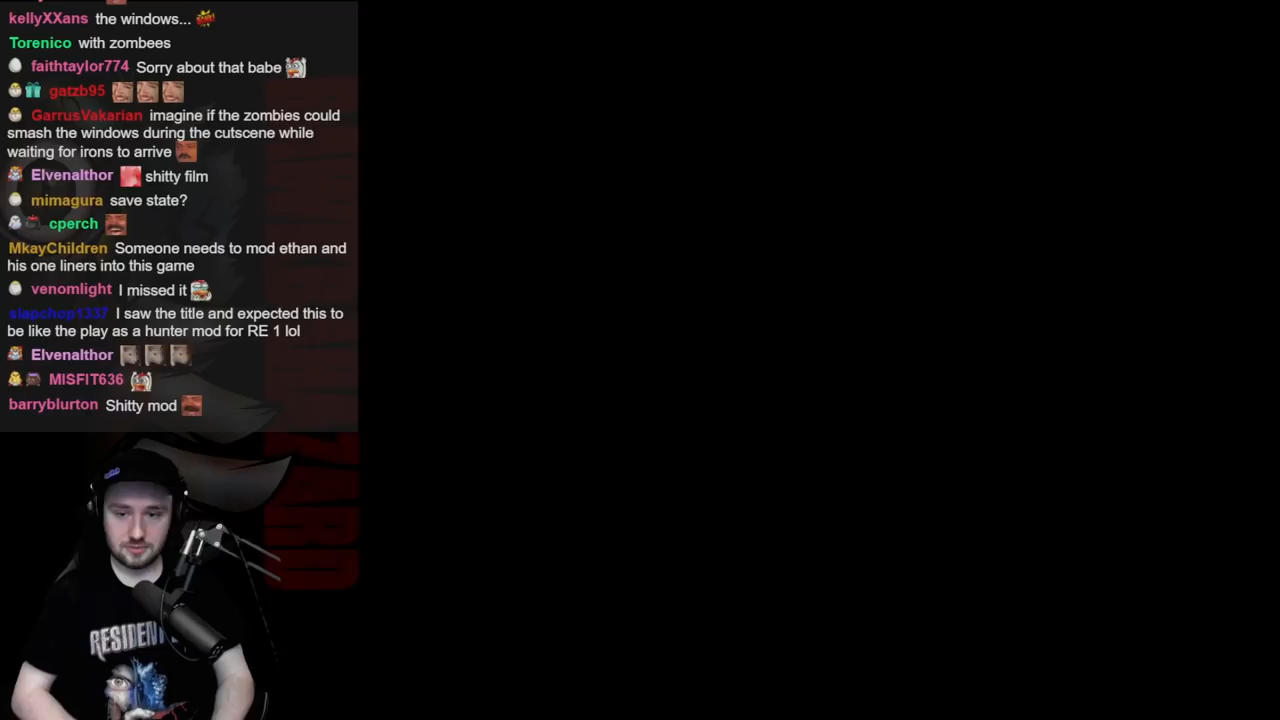 kellyXXans the windows...
Torenico with zombees
faithtaylor774 Sorry about that babe
gatzb95
GarrusVakarian imagine if the zombies could
smash the windows during the cutscene while
waiting for irons to arrive
Elvenalthor shitty film
mimagura save state?
cperch
MkayChildren Someone needs to mod ethan and
his one liners into this game
venomlight I missed it
slapchop1337 I saw the title and expected this to
be like the play as a hunter mod for RE 1 lol
Elvenalthor
MISFIT636
barryblurton Shitty mod
RESIDEN